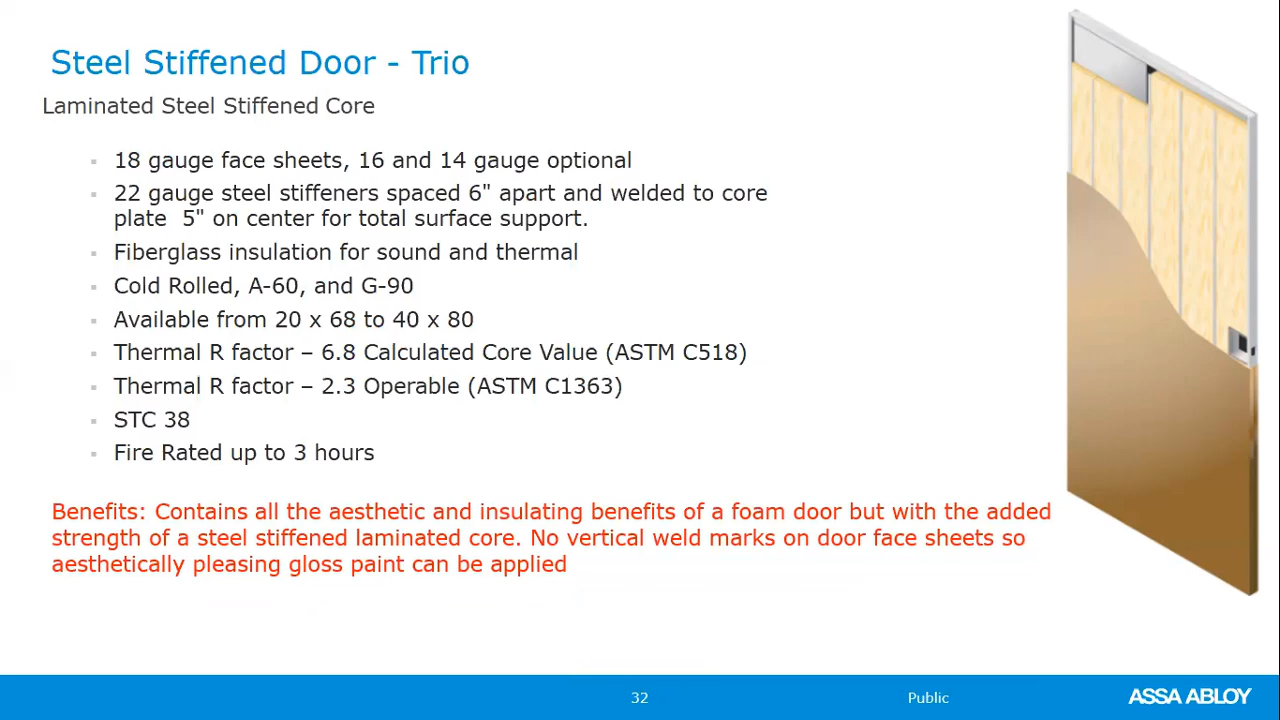 Steel Stiffened Door - Trio
Laminated Steel Stiffened Core
18 gauge face sheets, 16 and 14 gauge optional
22 gauge steel stiffeners spaced 6" apart and welded to core
plate 5" on center for total surface support.
Fiberglass insulation for sound and thermal
Cold Rolled, A-60, and G-90
Available from 20 x 68 to 40 x 80
Thermal R factor – 6.8 Calculated Core Value (ASTM C518)
Thermal R factor – 2.3 Operable (ASTM C1363)
STC 38
Fire Rated up to 3 hours
Benefits: Contains all the aesthetic and insulating benefits of a foam door but with the added
strength of a steel stiffened laminated core. No vertical weld marks on door face sheets so
aesthetically pleasing gloss paint can be applied
32
Public
ASSA ABLOY